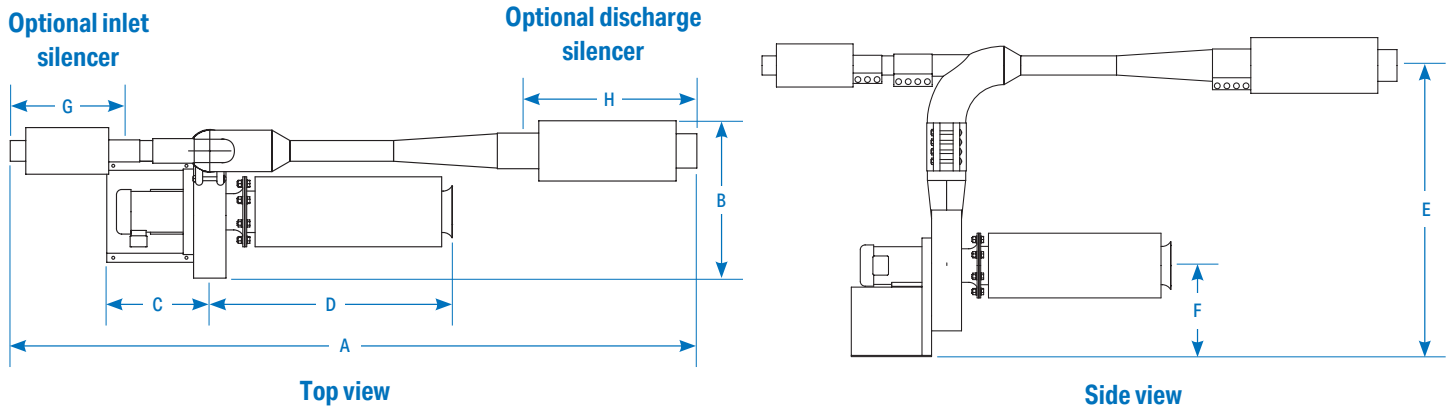 Optional inlet
silencer
Optional discharge
silencer
G
H
B
E
F
C
D
A
Top view
Side view